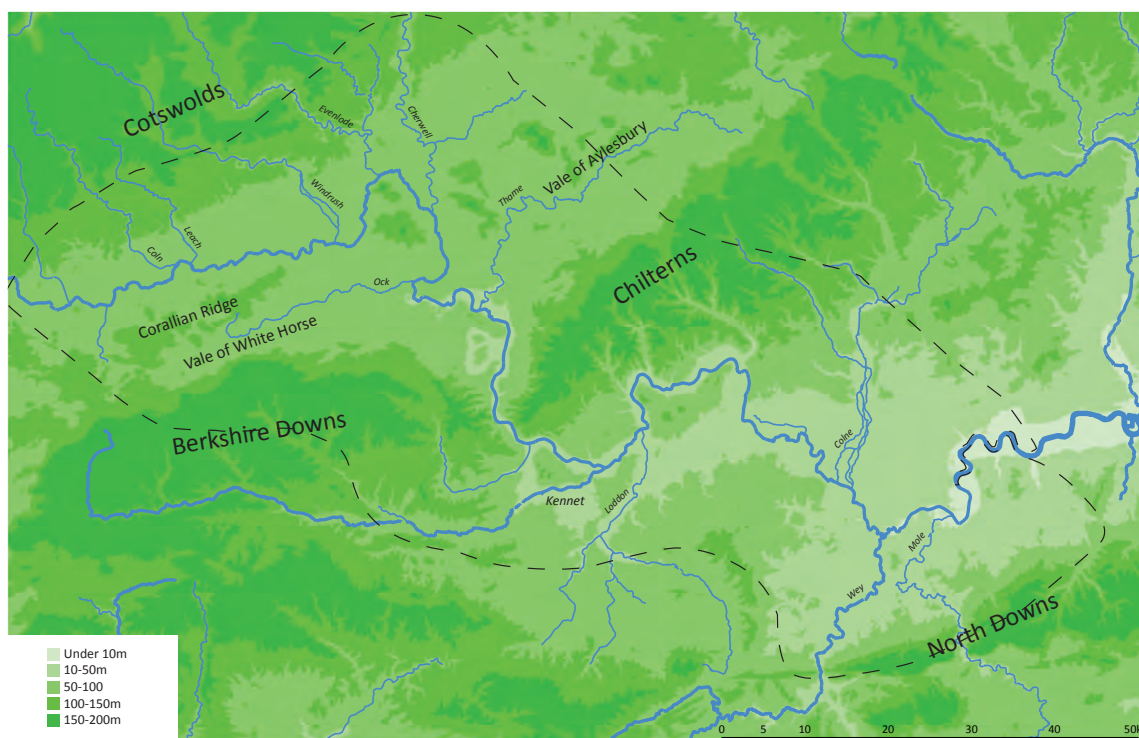 Cotswolds
Evenlode
Cherwell
Windrush
Leach
Coln
Thame
Vale of Aylesbury
Ock
Corallian Ridge
Vale of White Horse
Chilterns
Berkshire Downs
Kennet
Loddon
Colne
Mole
Wey
North Downs
Under 10m
10-50m
50-100
100-150m
150-200m
0 5 10 20 30 40